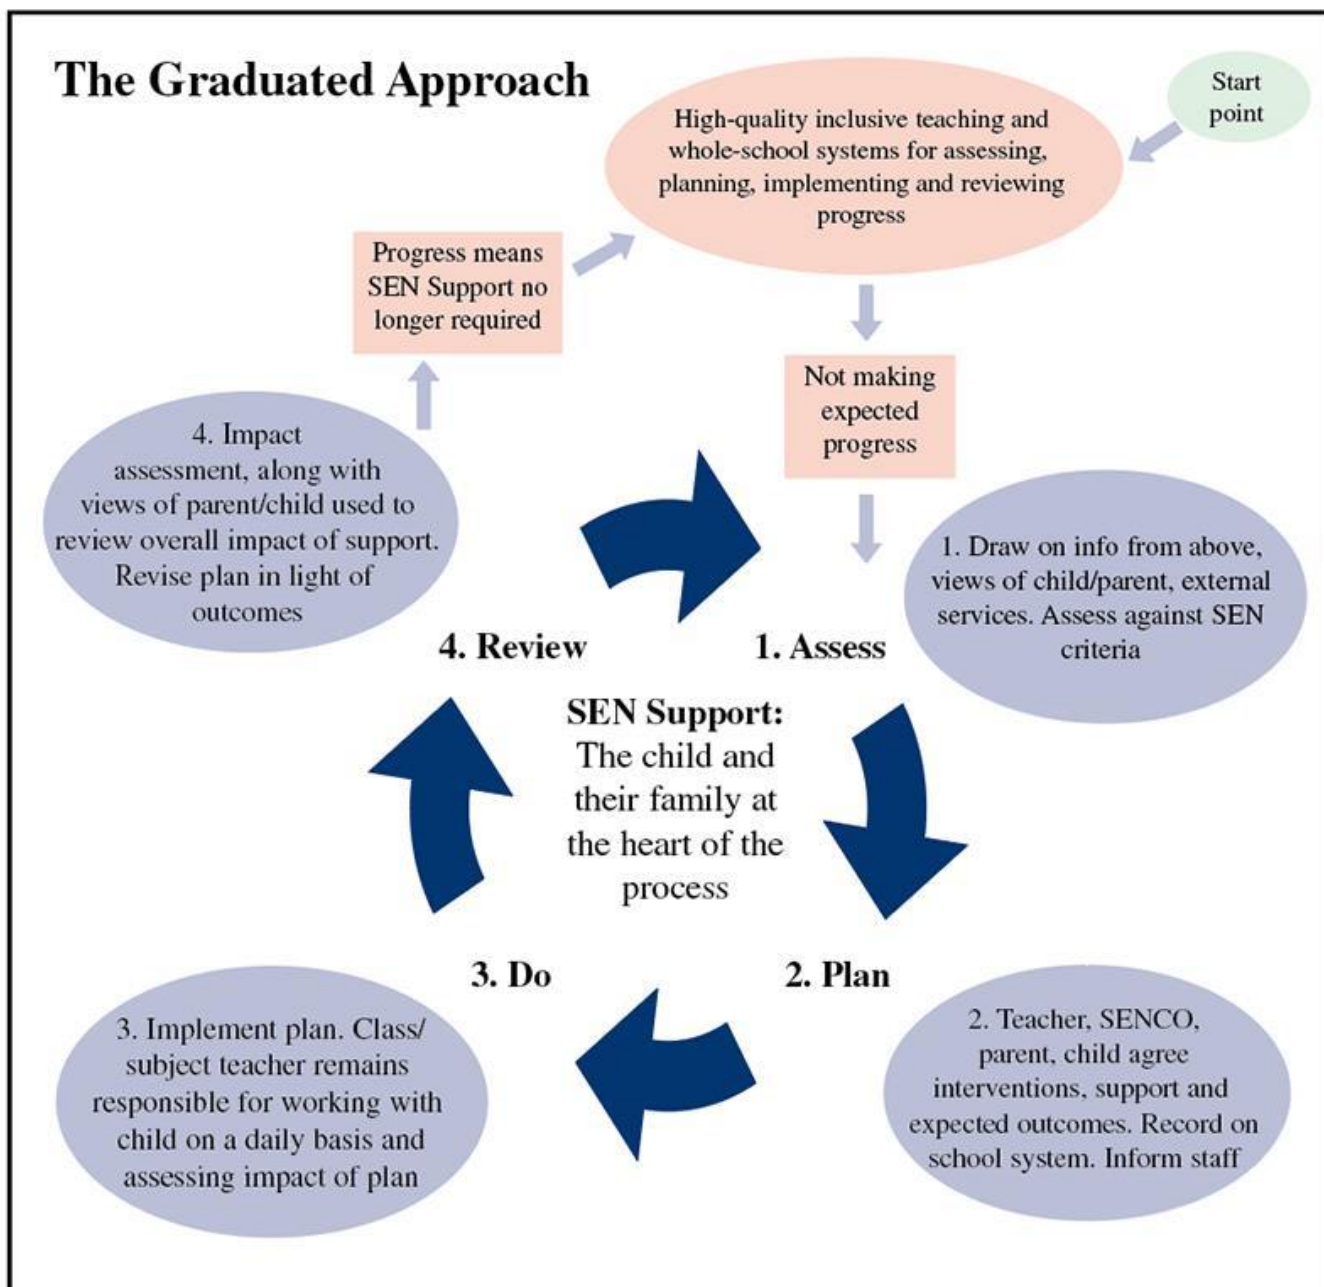 The Graduated Approach
Start
point
High-quality inclusive teaching and
whole-school systems for assessing,
planning, implementing and reviewing
progress
Progress means
SEN Support no
longer required
Not making
expected
progress
4. Impact
assessment, along with
views of parent/child used to
review overall impact of support.
Revise plan in light of
outcomes
1. Draw on info from above,
views of child/parent, external
services. Assess against SEN
criteria
4. Review
1. Assess
SEN Support:
The child and
their family at
the heart of the
process
3. Do
2. Plan
3. Implement plan. Class/
subject teacher remains
responsible for working with
child on a daily basis and
assessing impact of plan
2. Teacher, SENCO,
parent, child agree
interventions, support and
expected outcomes. Record on
school system. Inform staff